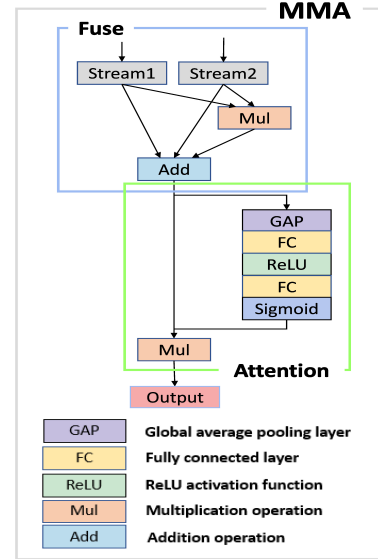 MMA
Fuse
Stream1 Stream2
Mul
Add
GAP
FC
ReLU
FC
Sigmoid
Mul
Attention
Output
GAP Global average pooling layer
FC Fully connected layer
ReLU ReLU activation function
Mul Multiplication operation
Add Addition operation